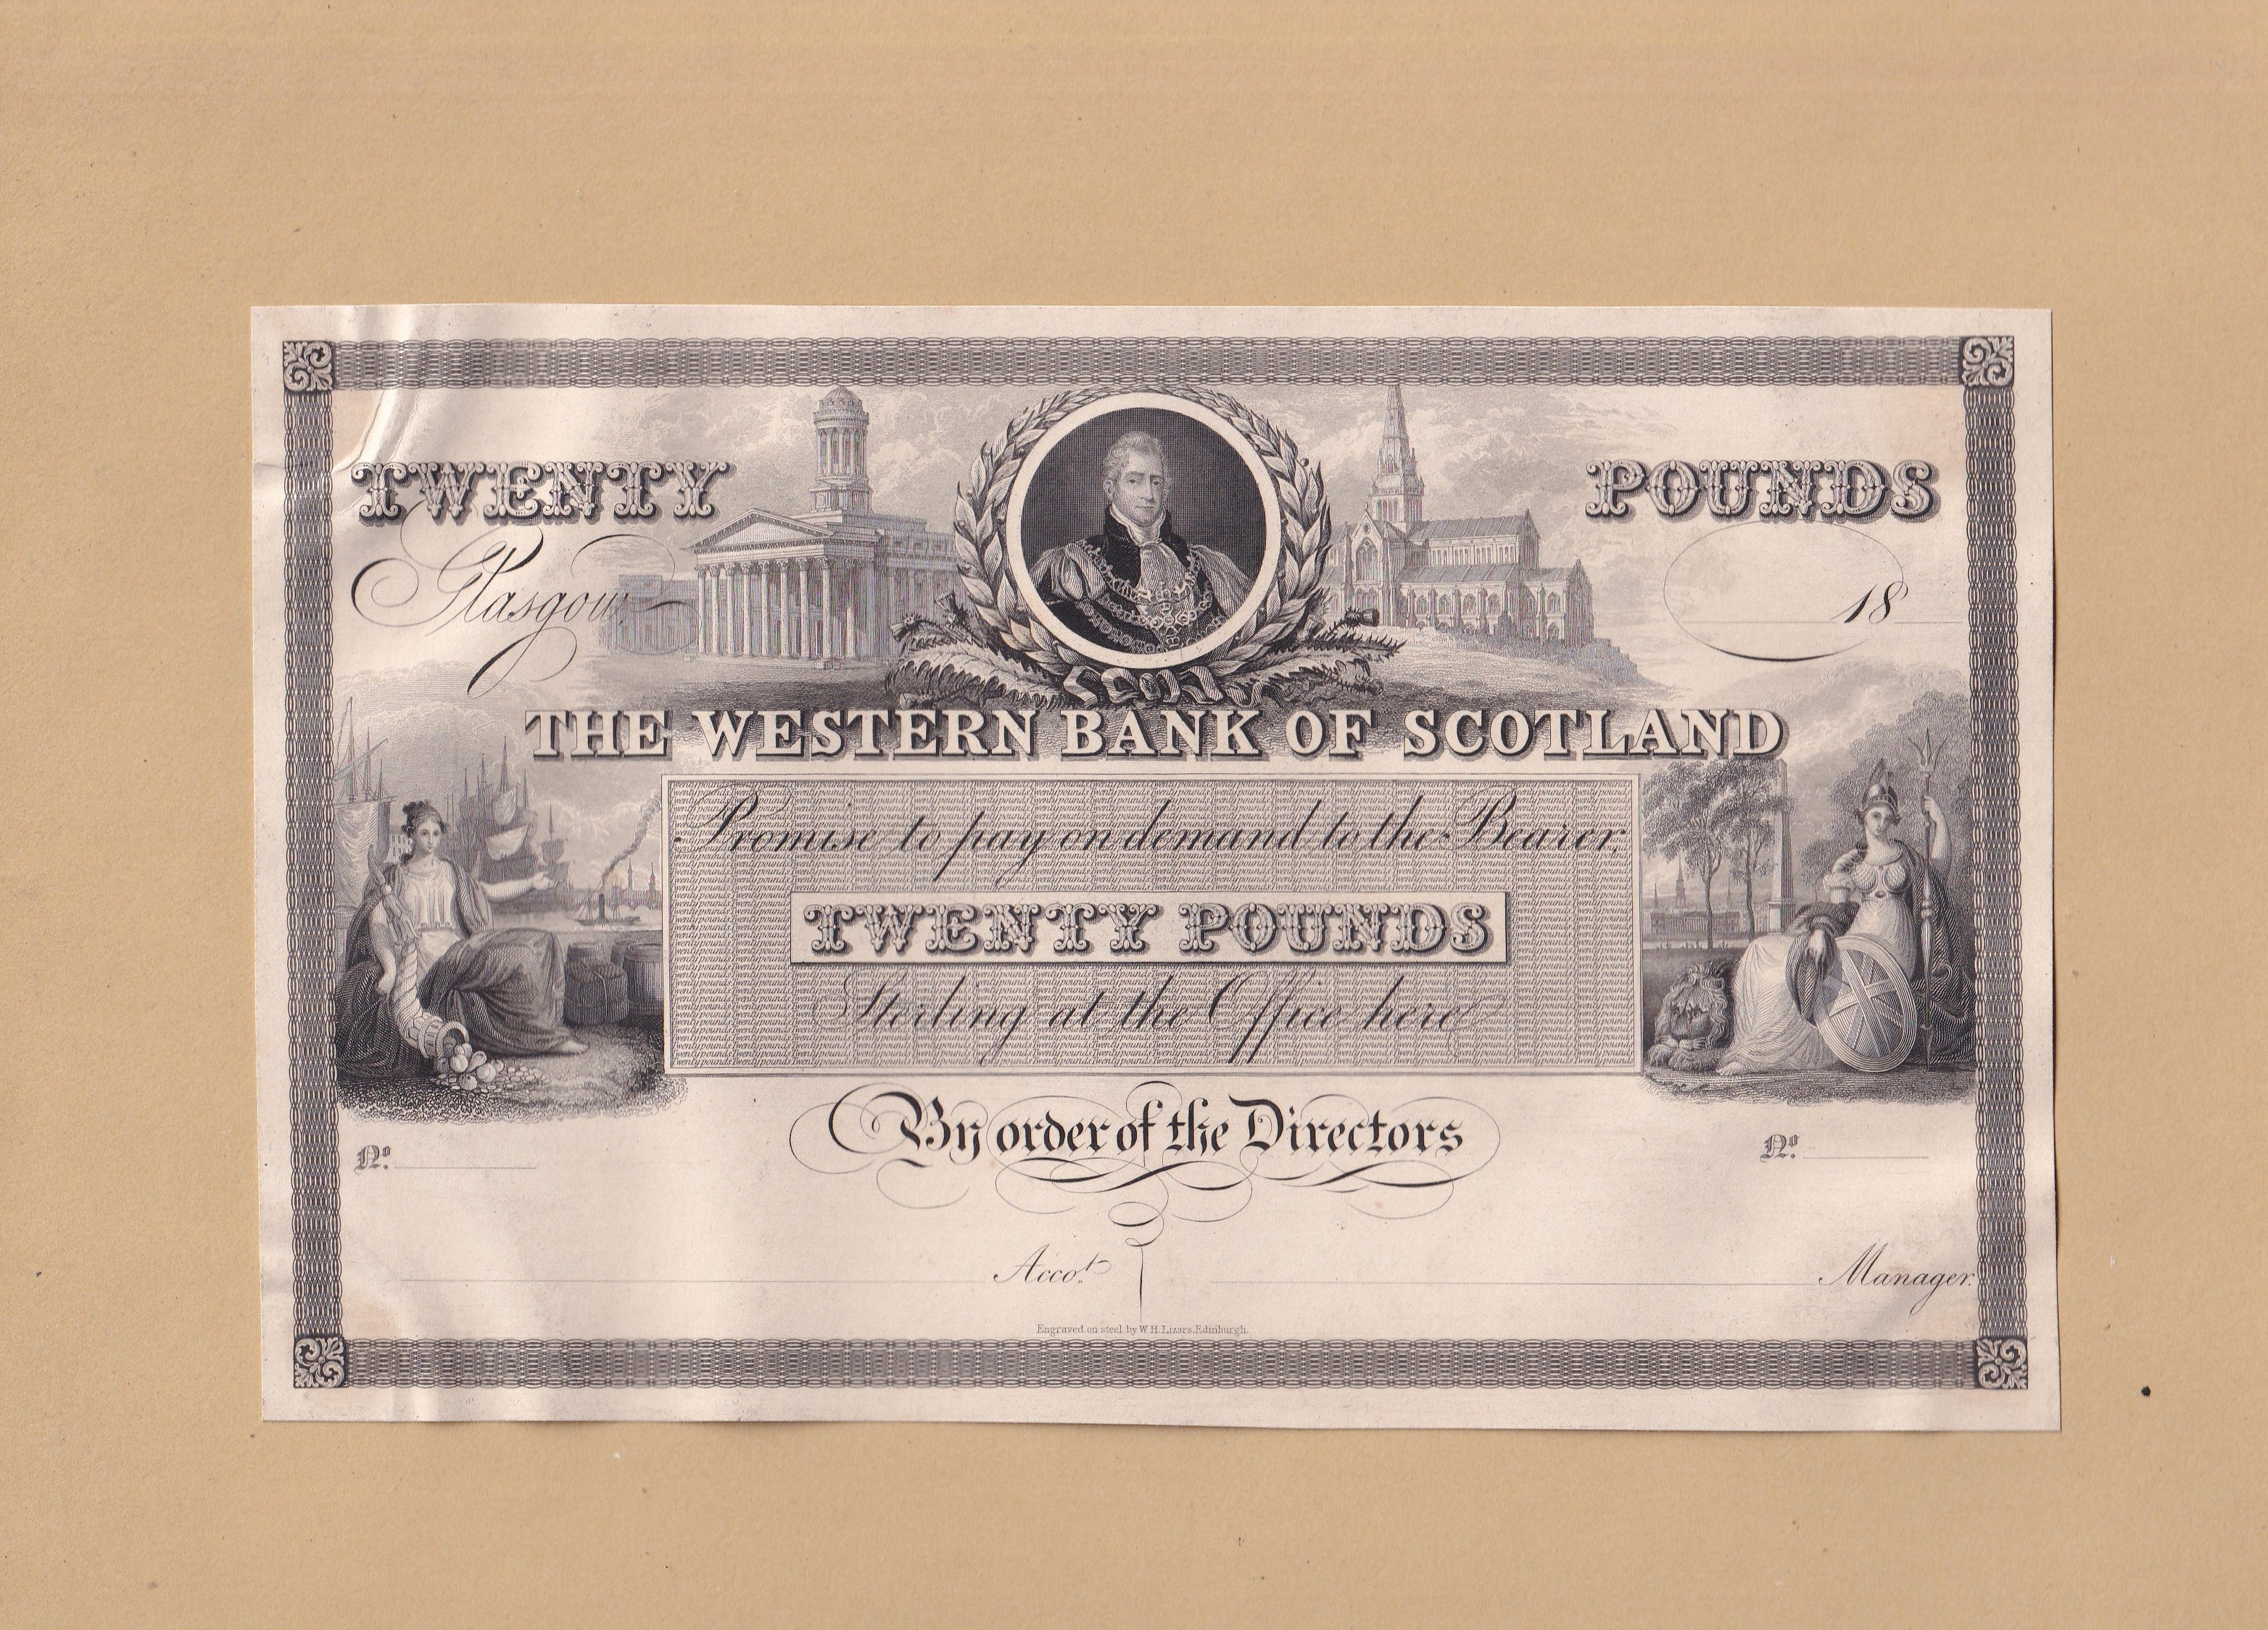 TWENTY POUNDS
Glasgow 18
THE WESTERN BANK OF SCOTLAND
Promise to pay on demand to the Bearer
TWENTY POUNDS
Sterling at the Office here
By order of the Directors
No. No.
Accot. Manager.
Engraved on steel by W.H. Lizars, Edinburgh.